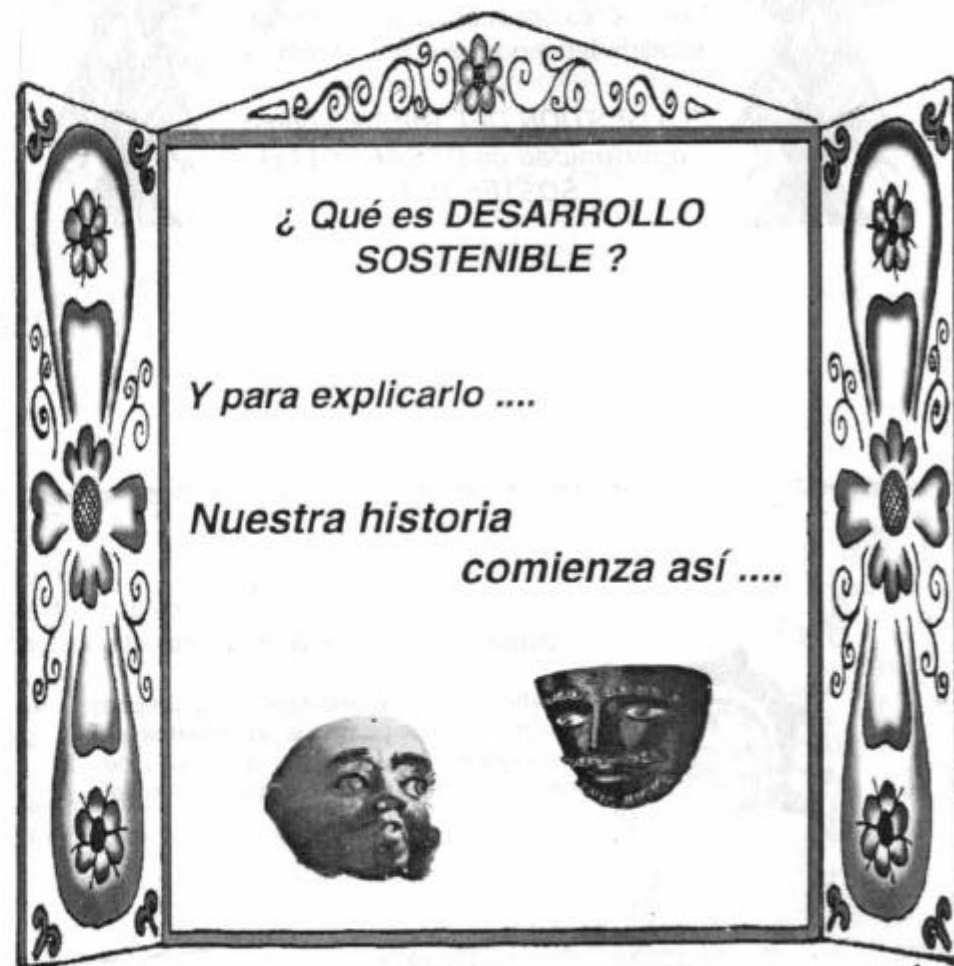 ¿ Qué es DESARROLLO
SOSTENIBLE ?
Y para explicarlo ....
Nuestra historia
comienza así ....